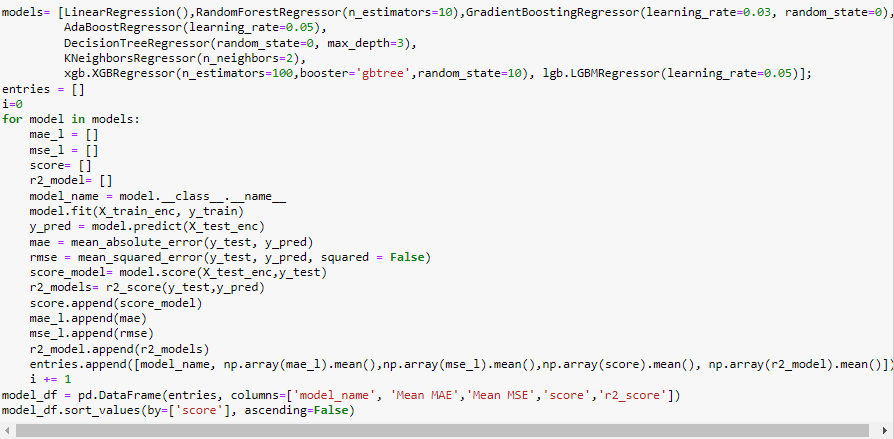 models= [LinearRegression(),RandomForestRegressor(n_estimators=10),GradientBoostingRegressor(learning_rate=0.03, random_state=0),
         AdaBoostRegressor(learning_rate=0.05),
         DecisionTreeRegressor(random_state=0, max_depth=3),
         KNeighborsRegressor(n_neighbors=2),
         xgb.XGBRegressor(n_estimators=100,booster='gbtree',random_state=10), lgb.LGBMRegressor(learning_rate=0.05)];
entries = []
i=0
for model in models:
    mae_l = []
    mse_l = []
    score= []
    r2_model= []
    model_name = model.__class__.__name__
    model.fit(X_train_enc, y_train)
    y_pred = model.predict(X_test_enc)
    mae = mean_absolute_error(y_test, y_pred)
    rmse = mean_squared_error(y_test, y_pred, squared = False)
    score_model= model.score(X_test_enc,y_test)
    r2_models= r2_score(y_test,y_pred)
    score.append(score_model)
    mae_l.append(mae)
    mse_l.append(rmse)
    r2_model.append(r2_models)
    entries.append([model_name, np.array(mae_l).mean(),np.array(mse_l).mean(),np.array(score).mean(), np.array(r2_model).mean()])
    i += 1
model_df = pd.DataFrame(entries, columns=['model_name', 'Mean MAE','Mean MSE','score','r2_score'])
model_df.sort_values(by=['score'], ascending=False)